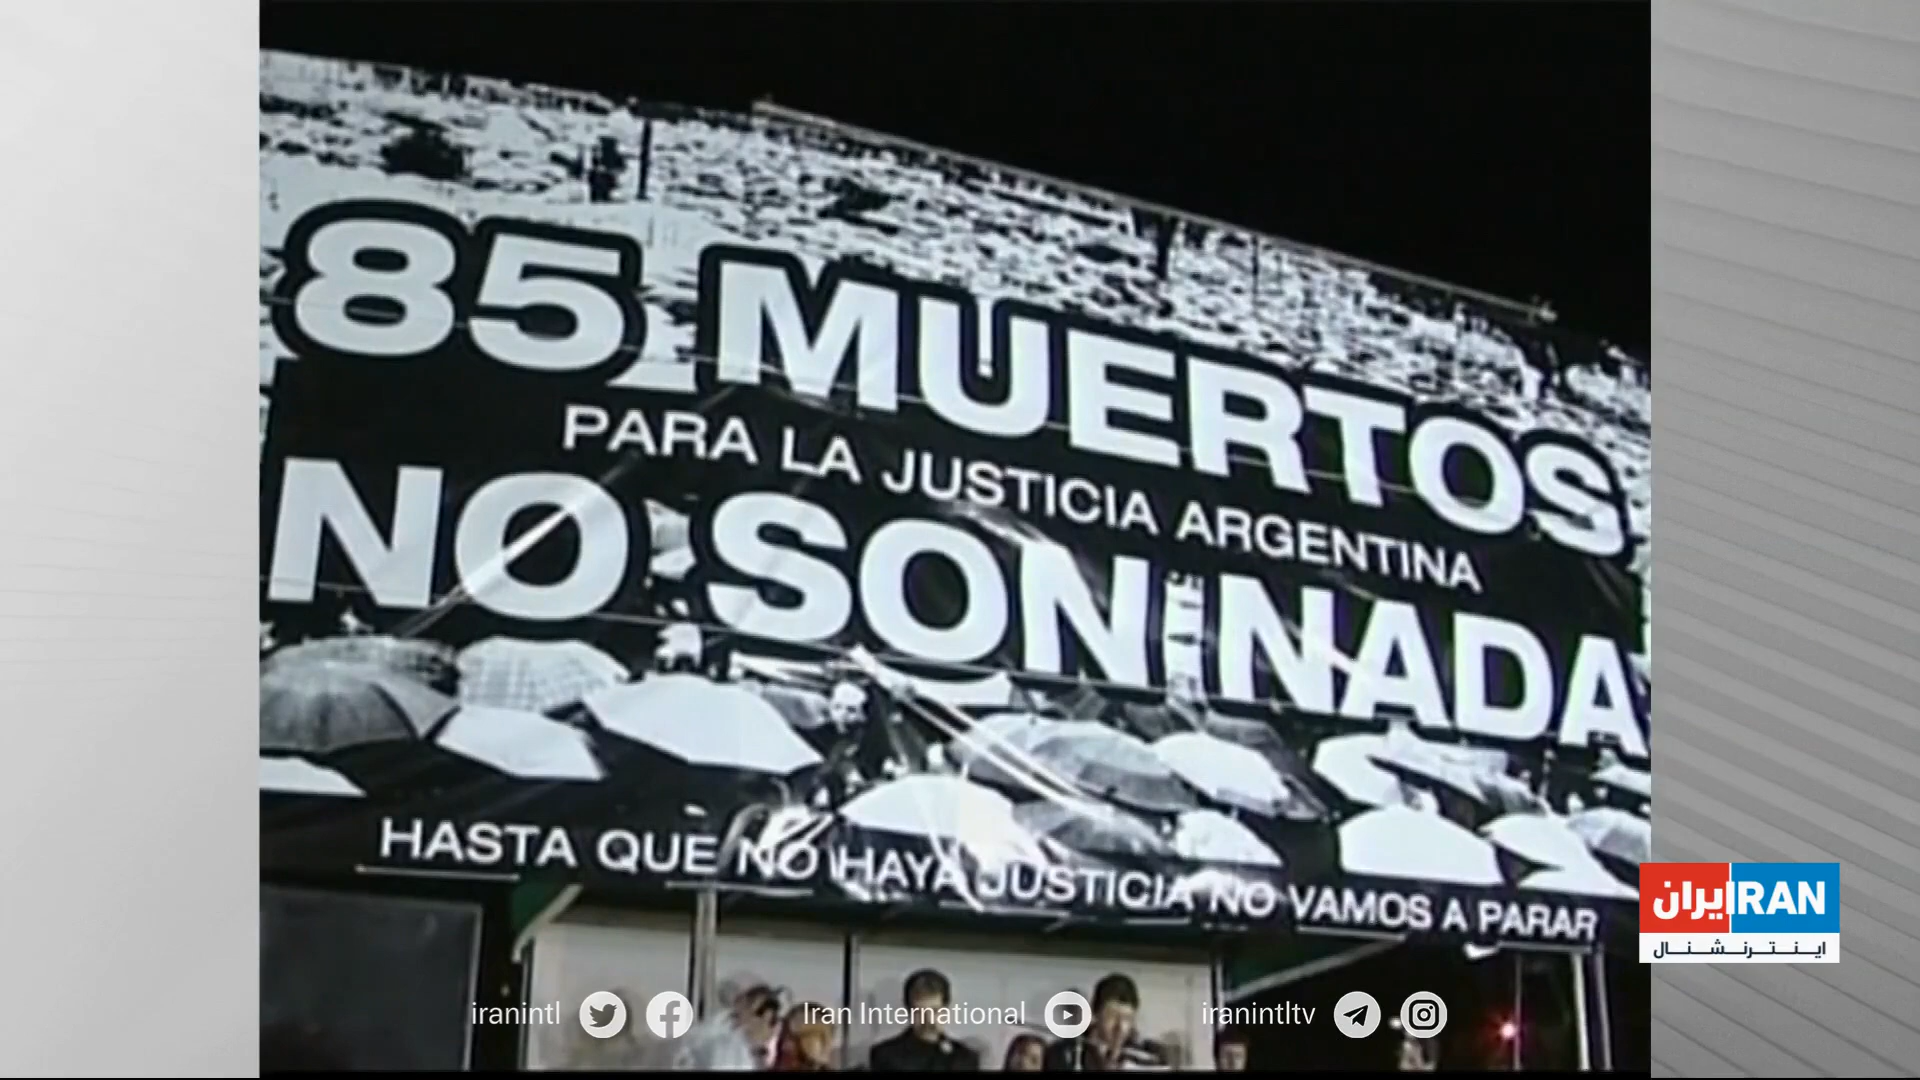 85 MUERTOS
PARA LA JUSTICIA ARGENTINA
NO SON NADA
HASTA QUE NO HAYA JUSTICIA NO VAMOS A PARAR
ایران IRAN
اینترنشنال
iranintl
Iran International
iranintltv